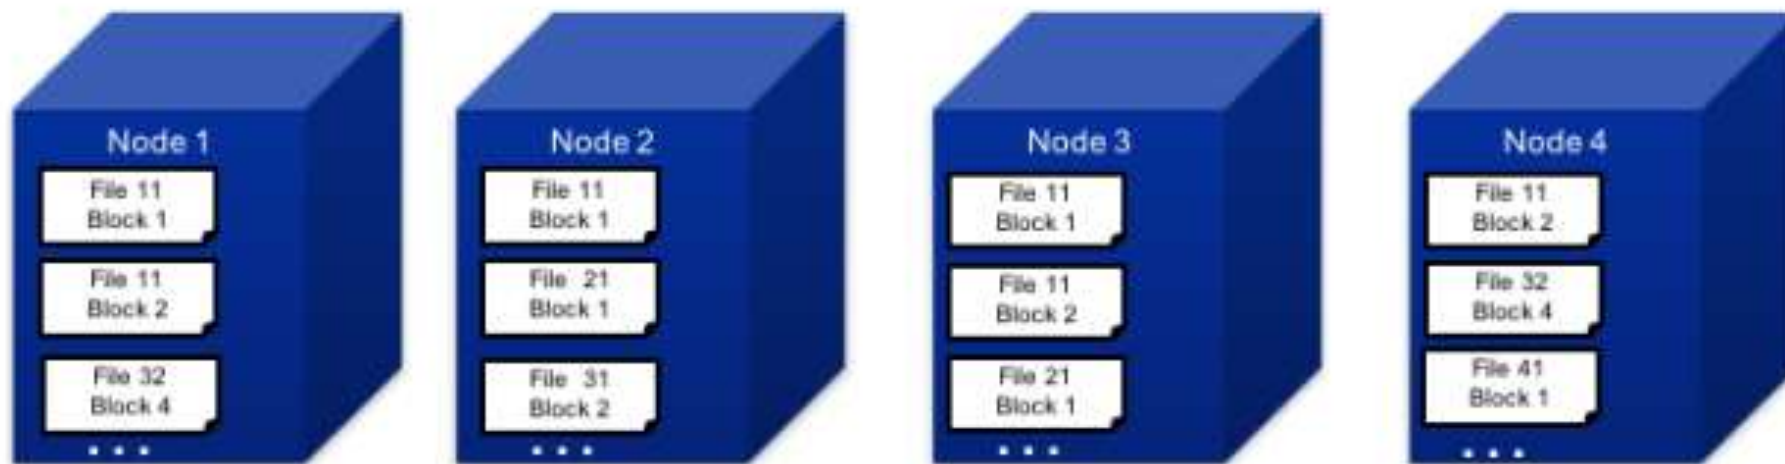 Node 1
File 11
Block 1
File 11
Block 2
File 32
Block 4
...
Node 2
File 11
Block 1
File 21
Block 1
File 31
Block 2
...
Node 3
File 11
Block 1
File 11
Block 2
File 21
Block 1
...
Node 4
File 11
Block 2
File 32
Block 4
File 41
Block 1
...